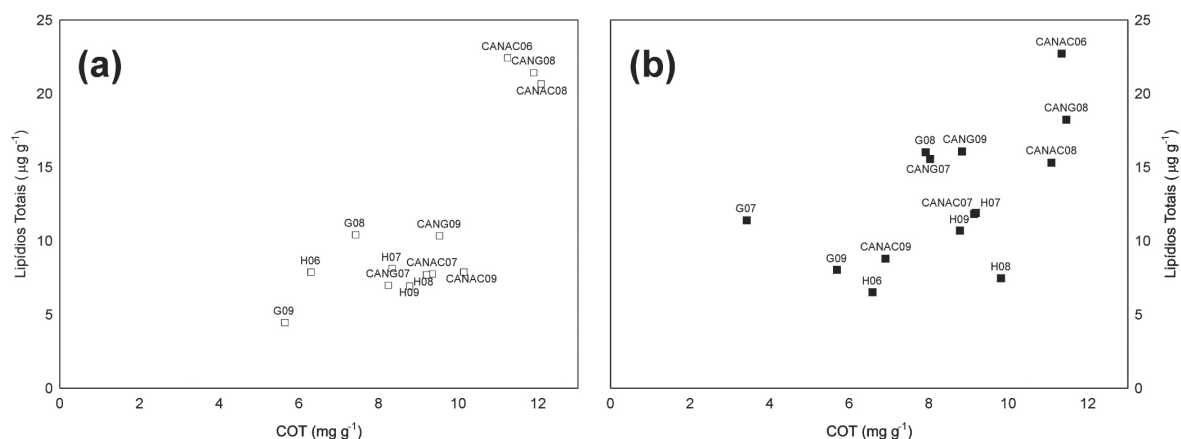 (a)
Lipídios Totais ( µg g⁻¹)
25
20
15
10
5
0
CANAC06
CANG08
CANAC08
G08
CANG09
H06
H07
CANAC07
CANG07
H08
CANAC09
H09
G09
0 2 4 6 8 10 12
COT (mg g⁻¹)
(b)
CANAC06
CANG08
G08
CANG09
CANG07
CANAC08
G07
CANAC07
H07
H09
CANAC09
G09
H06
H08
0 2 4 6 8 10 12
COT (mg g⁻¹)
25
20
15
10
5
0
Lipídios Totais ( µg g⁻¹)